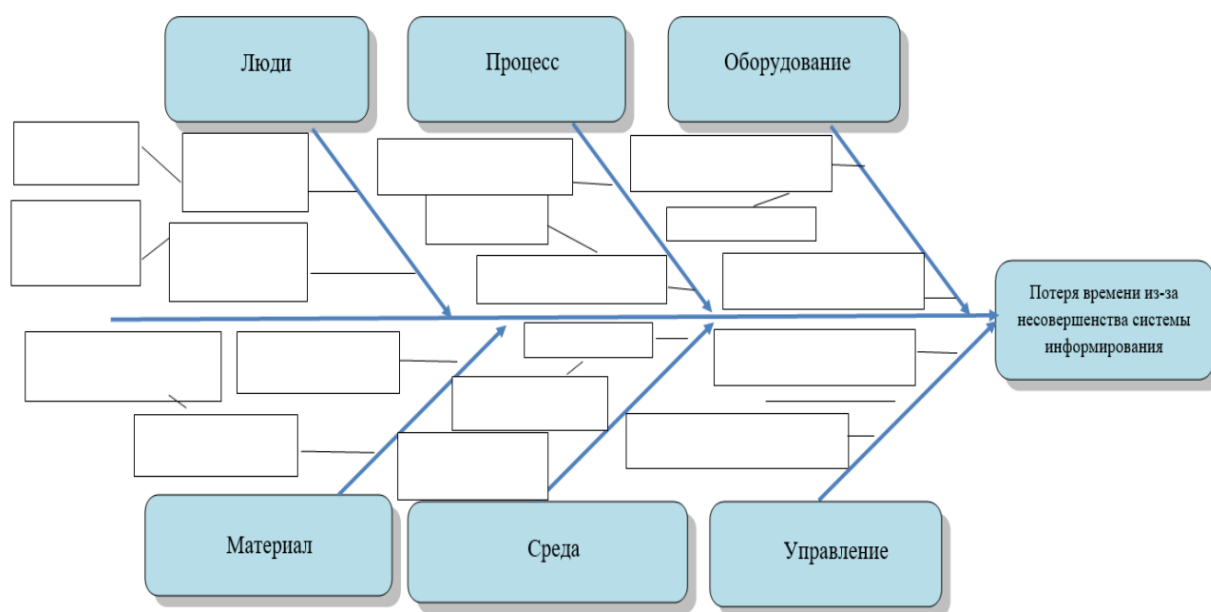 Люди
Процесс
Оборудование
Потеря времени из-за
несовершенства системы
информирования
Материал
Среда
Управление